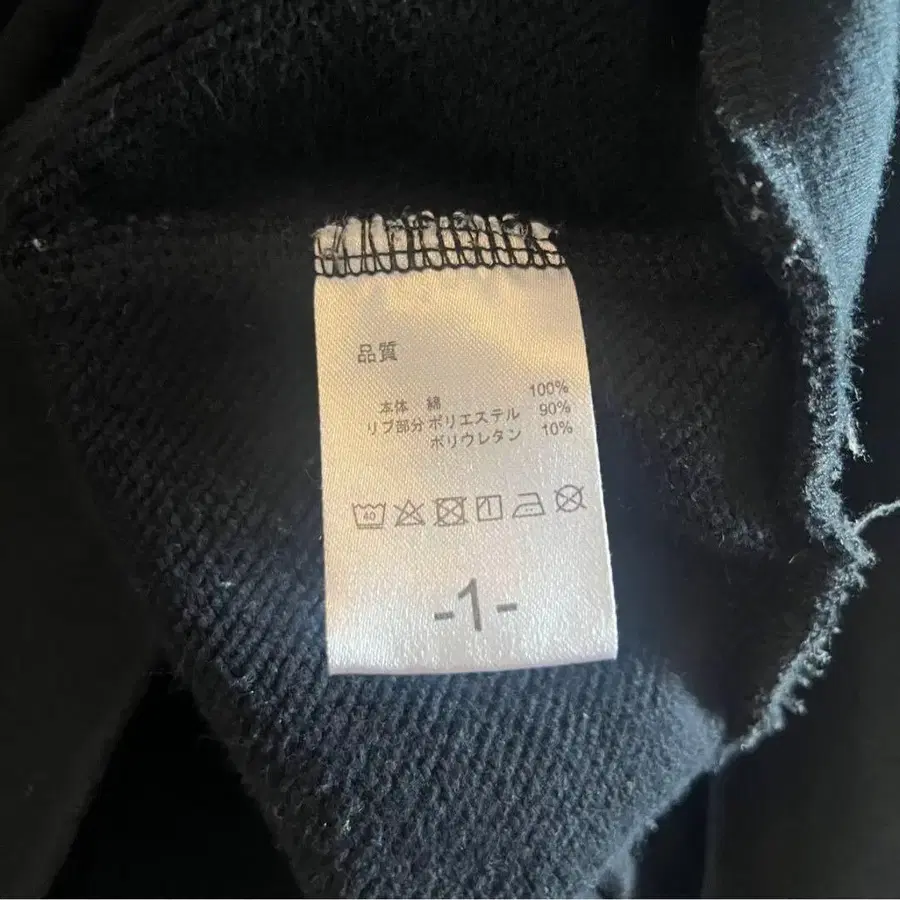 品質
本体 綿 100%
リブ部分 ポリエステル 90%
ポリウレタン 10%
40
-1-